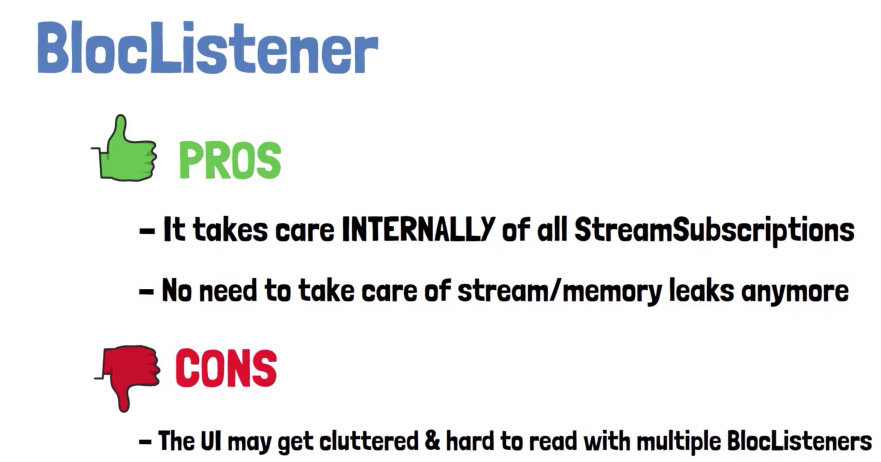 BlocListener
PROS
- It takes care INTERNALLY of all StreamSubscriptions
- No need to take care of stream/memory leaks anymore
CONS
- The UI may get cluttered & hard to read with multiple BlocListeners